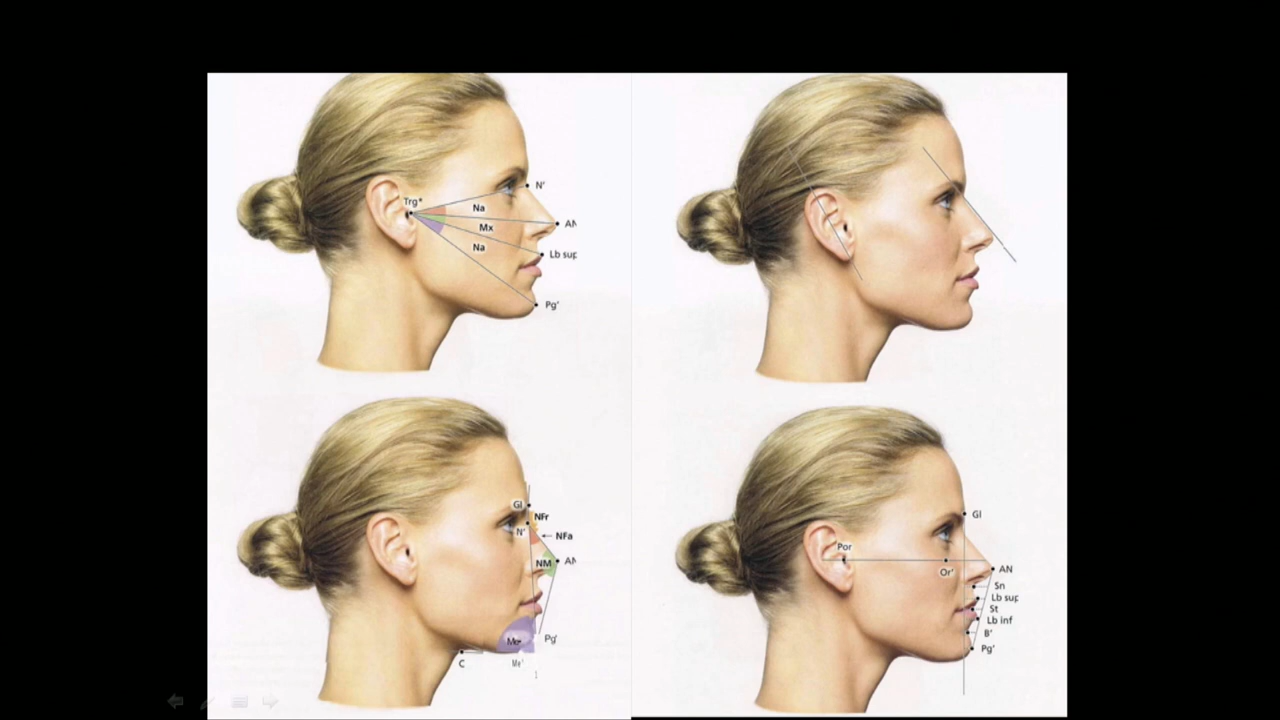 Trg*
N'
Na
AN
Mx
Na
Lb sup
Pg'
Gl
NFr
N'
NFa
AN
NM
Pg'
Me'
C
Me'
1
Gl
Por
Or'
AN
Sn
Lb sup
St
Lb inf
B'
Pg'